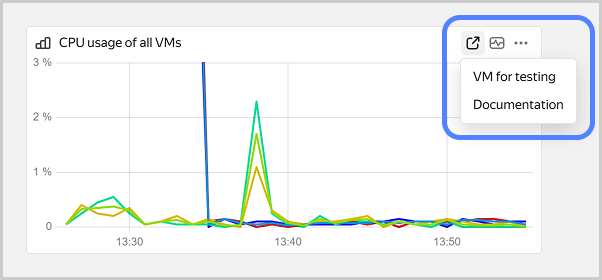 CPU usage of all VMs
VM for testing
Documentation
3 %
2 %
1 %
0
13:30
13:40
13:50